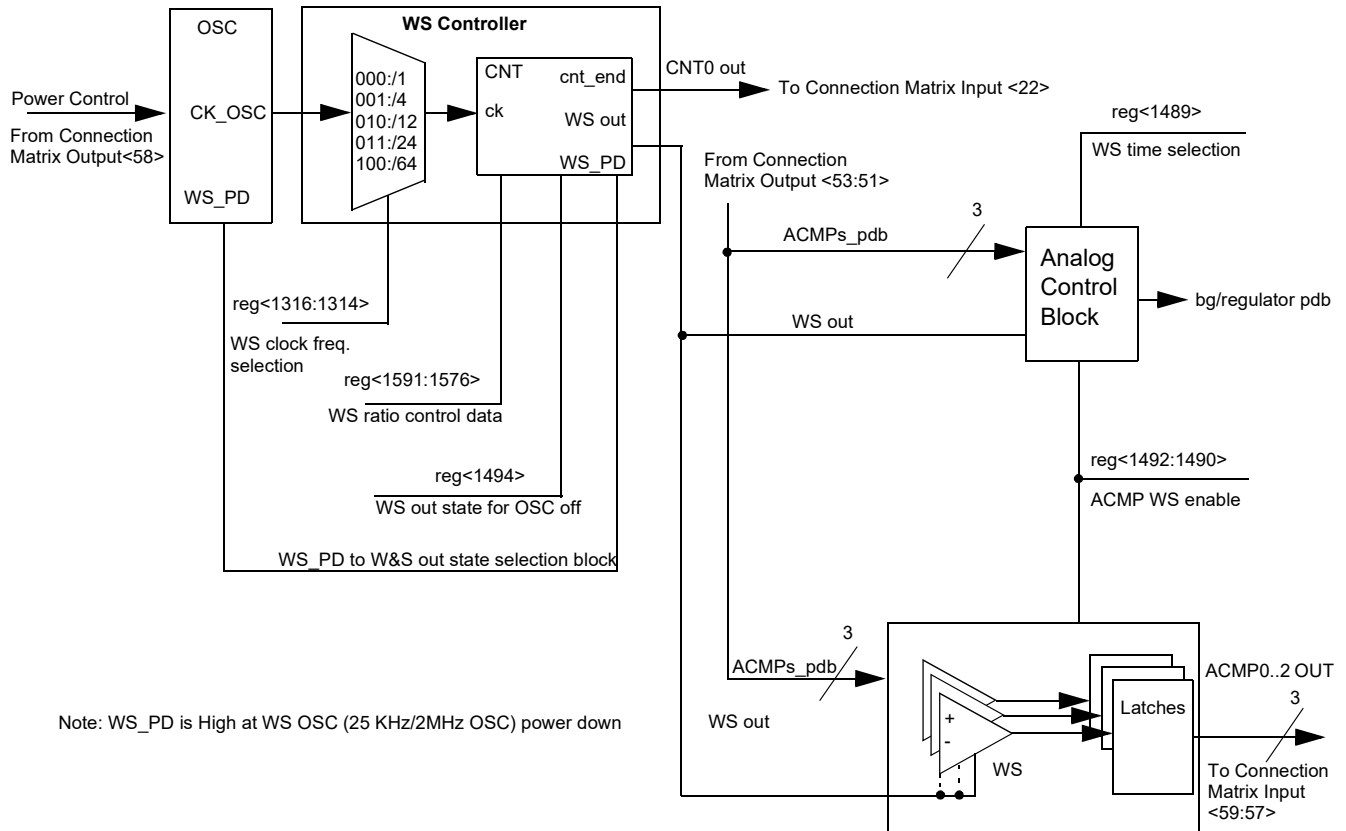 OSC
WS Controller
Power Control
From Connection
Matrix Output<58>
CK_OSC
WS_PD
000:/1
001:/4
010:/12
011:/24
100:/64
CNT
ck
cnt_end
WS out
WS_PD
CNT0 out
To Connection Matrix Input <22>
reg<1489>
WS time selection
From Connection
Matrix Output <53:51>
3
ACMPs_pdb
Analog
Control
Block
bg/regulator pdb
WS out
reg<1316:1314>
WS clock freq.
selection
reg<1591:1576>
WS ratio control data
reg<1494>
WS out state for OSC off
WS_PD to W&S out state selection block
reg<1492:1490>
ACMP WS enable
3
ACMPs_pdb
WS out
+
-
WS
Latches
ACMP0..2 OUT
3
To Connection
Matrix Input
<59:57>
Note: WS_PD is High at WS OSC (25 KHz/2MHz OSC) power down